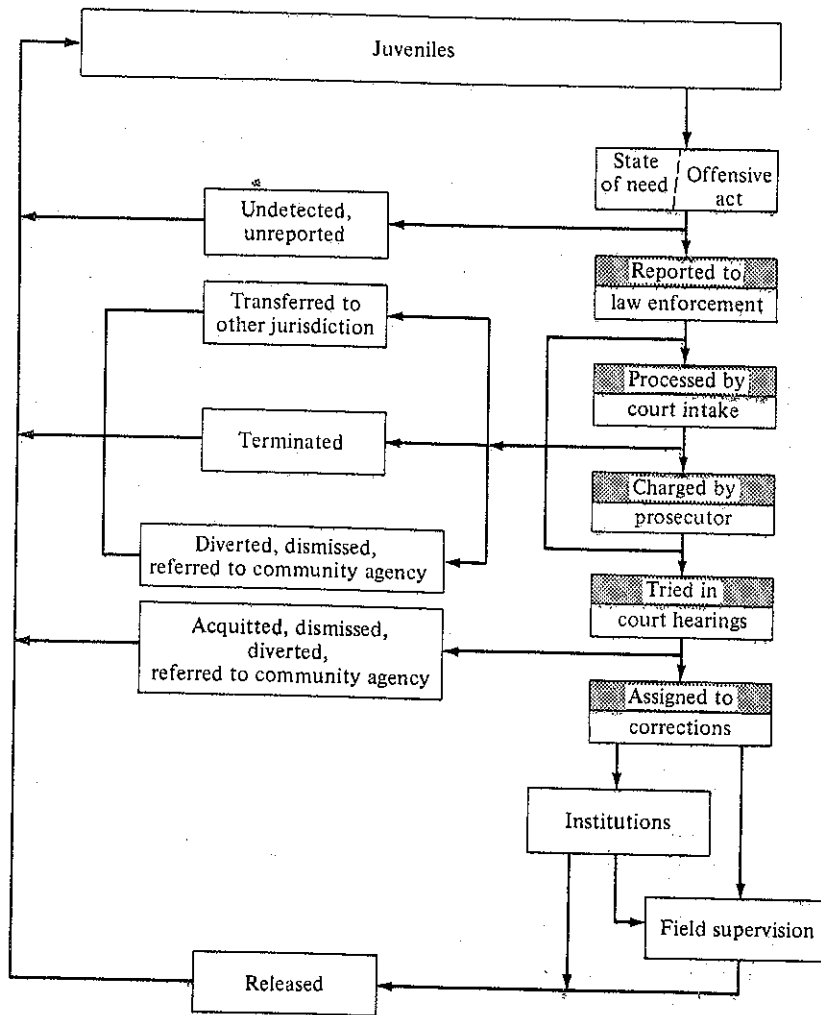 Juveniles
State
of need
Offensive
act
Undetected,
unreported
Reported to
law enforcement
Transferred to
other jurisdiction
Processed by
court intake
Terminated
Charged by
prosecutor
Diverted, dismissed,
referred to community agency
Tried in
court hearings
Acquitted, dismissed,
diverted,
referred to community agency
Assigned to
corrections
Institutions
Field supervision
Released